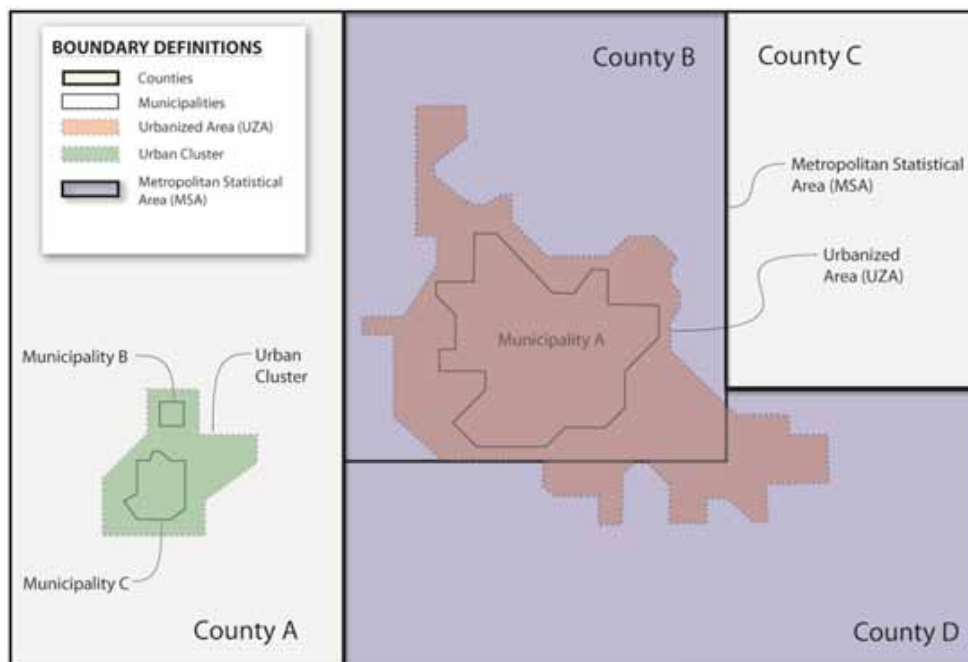 BOUNDARY DEFINITIONS
Counties
Municipalities
Urbanized Area (UZA)
Urban Cluster
Metropolitan Statistical
Area (MSA)
County B
County C
Metropolitan Statistical
Area (MSA)
Urbanized
Area (UZA)
Municipality A
Municipality B
Urban
Cluster
Municipality C
County A
County D